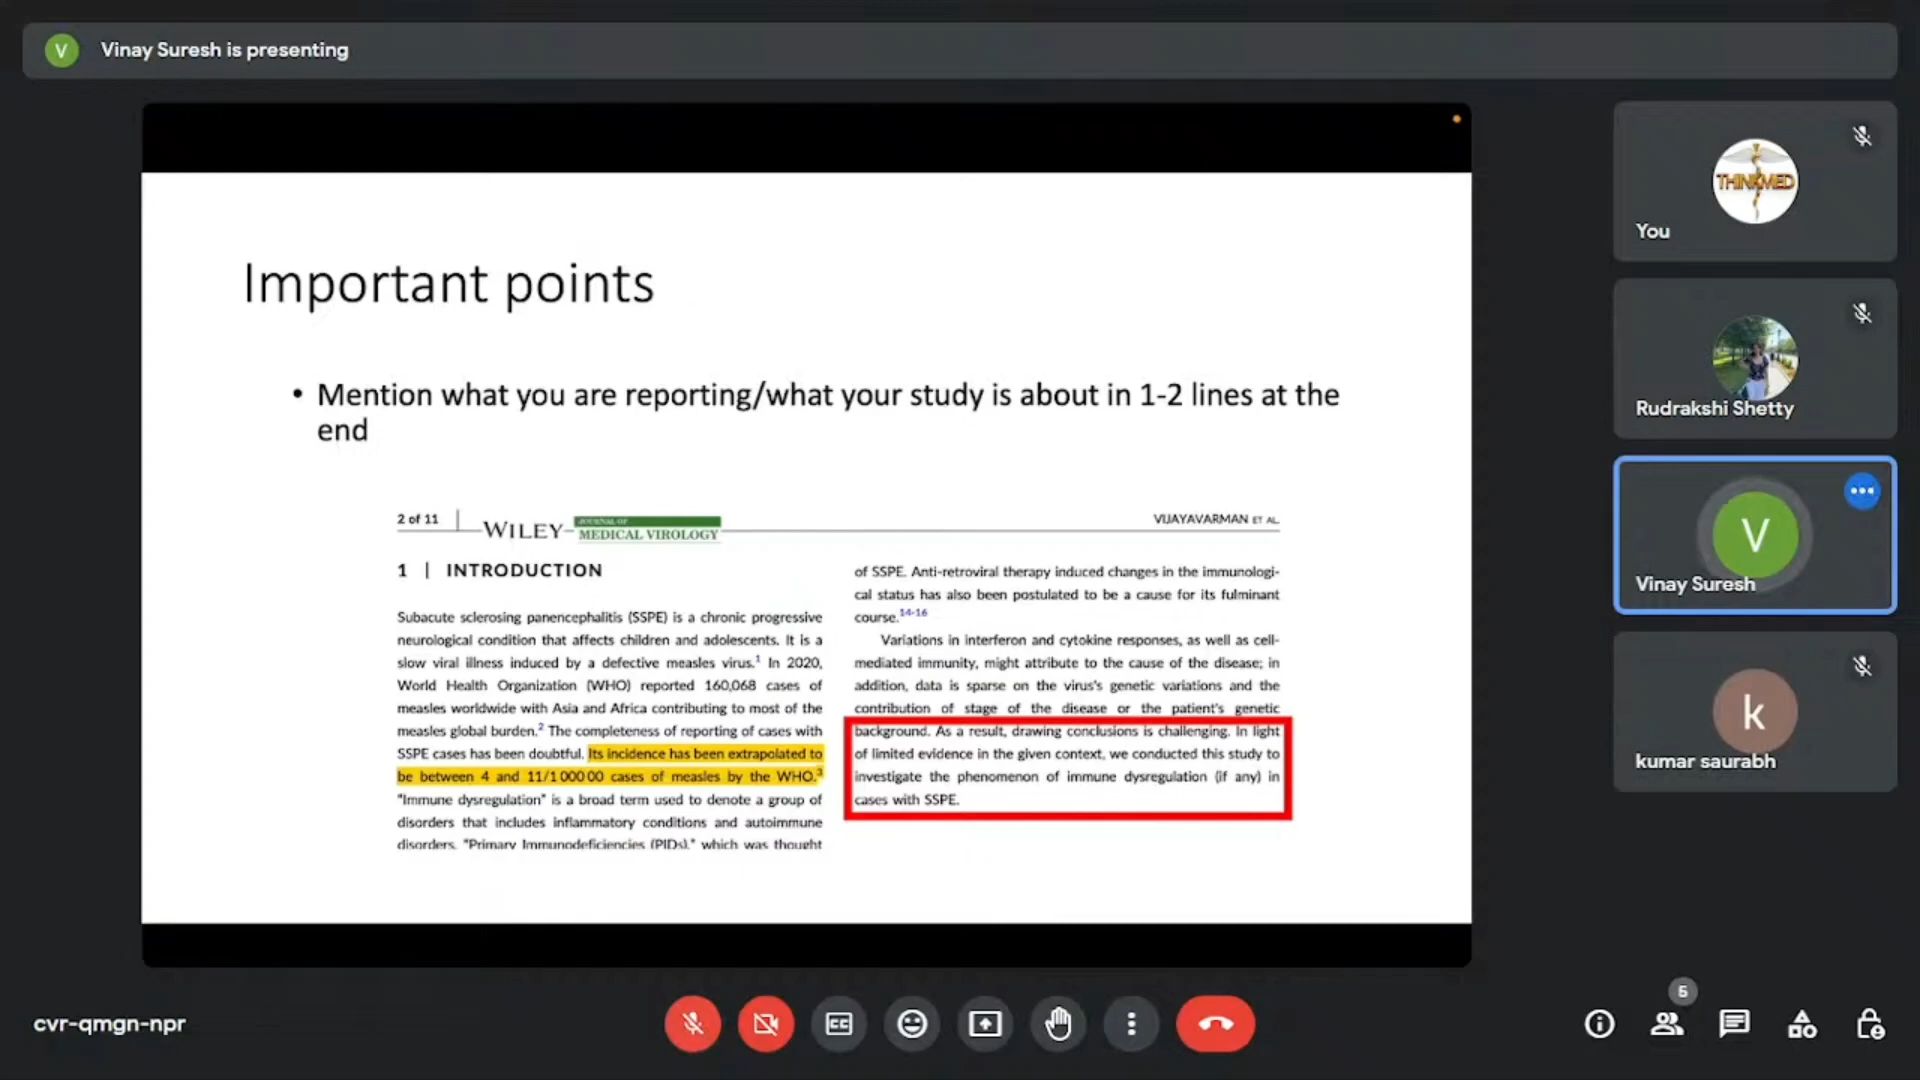 V
Vinay Suresh is presenting
Important points
• Mention what you are reporting/what your study is about in 1-2 lines at the
end
2 of 11
WILEY
JOURNAL OF
MEDICAL VIROLOGY
VIJAYAVARMAN ET AL.
1 | INTRODUCTION
Subacute sclerosing panencephalitis (SSPE) is a chronic progressive
neurological condition that affects children and adolescents. It is a
slow viral illness induced by a defective measles virus.1 In 2020,
World Health Organization (WHO) reported 160,068 cases of
measles worldwide with Asia and Africa contributing to most of the
measles global burden.2 The completeness of reporting of cases with
SSPE cases has been doubtful. Its incidence has been extrapolated to
be between 4 and 11/1 000 00 cases of measles by the WHO.3
"Immune dysregulation" is a broad term used to denote a group of
disorders that includes inflammatory conditions and autoimmune
disorders. "Primary Immunodeficiencies (PIDs)," which was thought
of SSPE. Anti-retroviral therapy induced changes in the immunologi-
cal status has also been postulated to be a cause for its fulminant
course.14-16
Variations in interferon and cytokine responses, as well as cell-
mediated immunity, might attribute to the cause of the disease; in
addition, data is sparse on the virus's genetic variations and the
contribution of stage of the disease or the patient's genetic
background. As a result, drawing conclusions is challenging. In light
of limited evidence in the given context, we conducted this study to
investigate the phenomenon of immune dysregulation (if any) in
cases with SSPE.
THINKMED
You
Rudrakshi Shetty
V
Vinay Suresh
k
kumar saurabh
cvr-qmgn-npr
CC
5